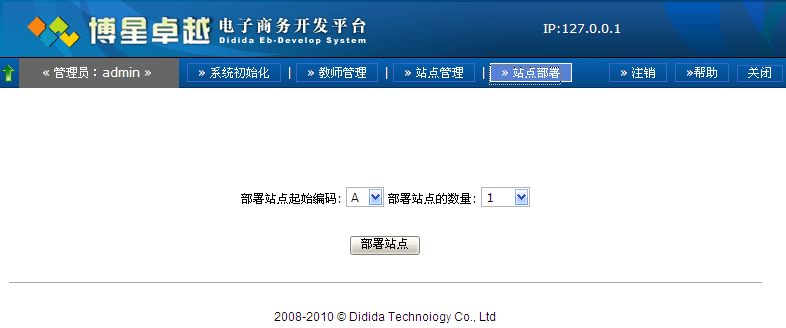 博星卓越 电子商务开发平台
Didida Eb-Develop System
IP:127.0.0.1
« 管理员：admin » » 系统初始化 | » 教师管理 | » 站点管理 | » 站点部署 » 注销 »帮助 关闭
部署站点起始编码: A 部署站点的数量: 1
部署站点
2008-2010 © Didida Technoiogy Co., Ltd